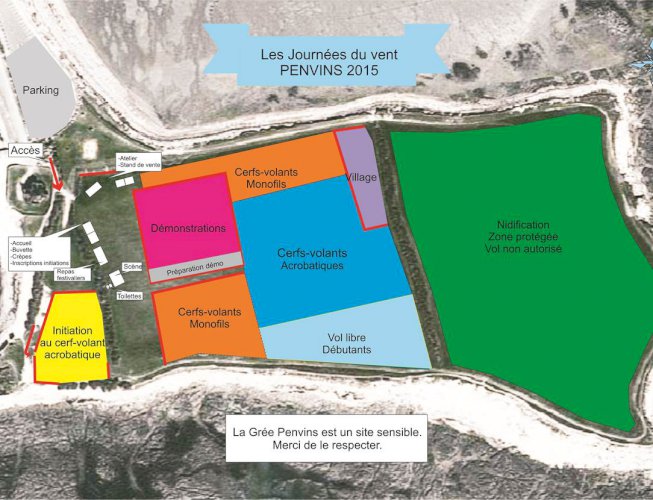 Les Journées du vent
PENVINS 2015
Parking
Accès
-Atelier
-Stand de vente
Cerfs-volants
Monofils
Village
Démonstrations
Nidification
Zone protégée
Vol non autorisé
-Accueil
-Buvette
-Crêpes
-Inscriptions initiations
Cerfs-volants
Acrobatiques
Scène
Préparation démo
Repas
festivaliers
Toilettes
Cerfs-volants
Monofils
Initiation
au cerf-volant
acrobatique
Vol libre
Débutants
La Grée Penvins est un site sensible.
Merci de le respecter.